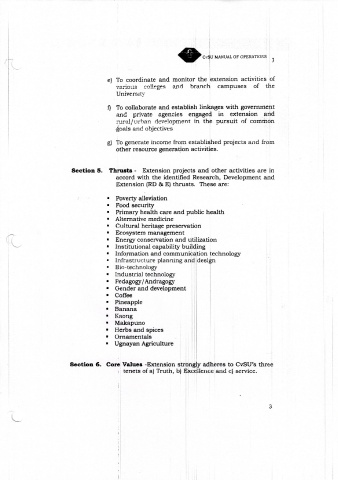 CvSU MANUAL OF OPERATIONS 3
e) To coordinate and monitor the extension activities of
various colleges and branch campuses of the
University
f) To collaborate and establish linkages with government
and private agencies engaged in extension and
rural/urban development in the pursuit of common
goals and objectives
g) To generate income from established projects and from
other resource generation activities.
Section 5. Thrusts - Extension projects and other activities are in
accord with the identified Research, Development and
Extension (RD & E) thrusts. These are:
• Poverty alleviation
• Food security
• Primary health care and public health
• Alternative medicine
• Cultural heritage preservation
• Ecosystem management
• Energy conservation and utilization
• Institutional capability building
• Information and communication technology
• Infrastructure planning and design
• Bio-technology
• Industrial technology
• Pedagogy/Andragogy
• Gender and development
• Coffee
• Pineapple
• Banana
• Kaong
• Makapuno
• Herbs and spices
• Ornamentals
• Ugnayan Agriculture
Section 6. Core Values -Extension strongly adheres to CvSU's three
tenets of a) Truth, b) Excellence and c) service.
3